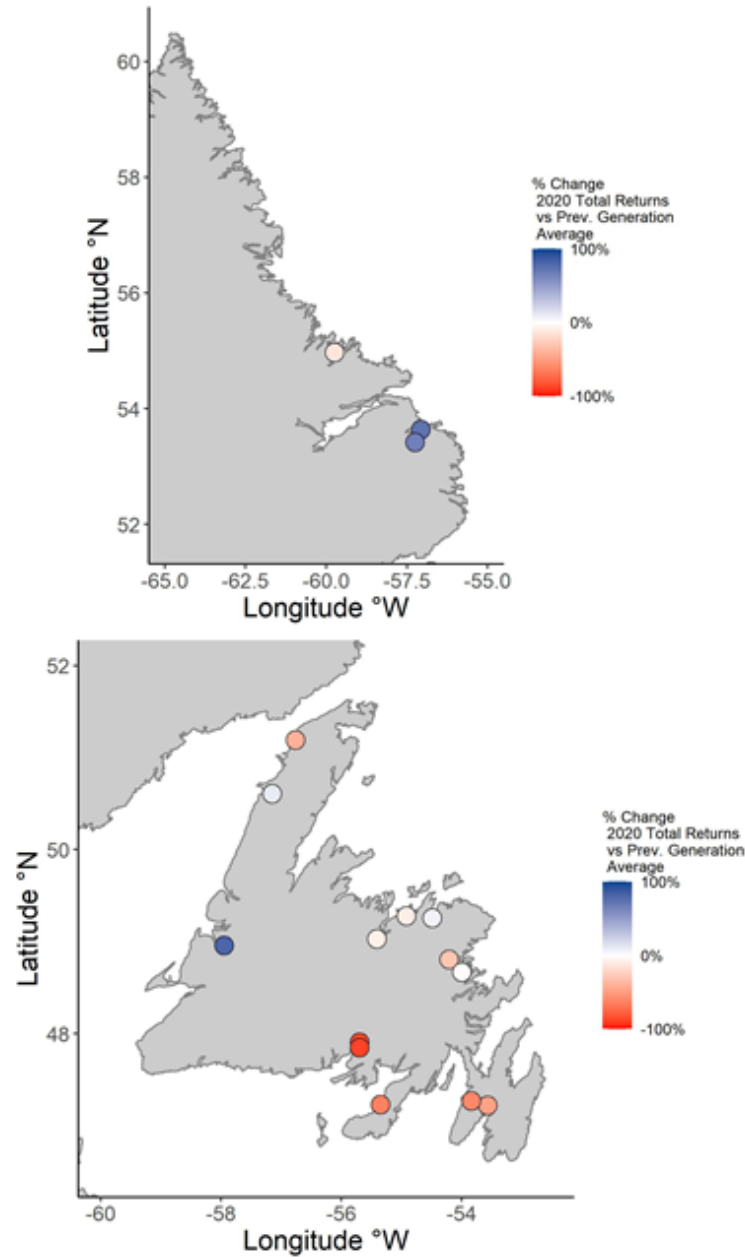 60
58
56
54
52
Latitude °N
-65.0 -62.5 -60.0 -57.5 -55.0
Longitude °W
% Change
2020 Total Returns
vs Prev. Generation
Average
100%
0%
-100%
52
50
48
Latitude °N
-60 -58 -56 -54
Longitude °W
% Change
2020 Total Returns
vs Prev. Generation
Average
100%
0%
-100%